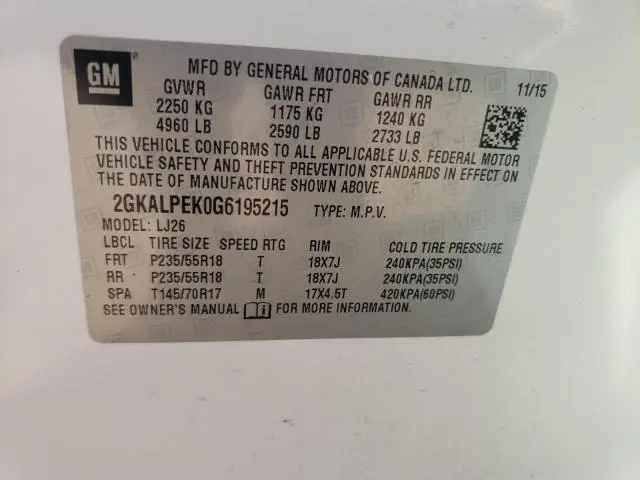 GM
MFD BY GENERAL MOTORS OF CANADA LTD. 11/15
GVWR GAWR FRT GAWR RR
2250 KG 1175 KG 1240 KG
4960 LB 2590 LB 2733 LB
THIS VEHICLE CONFORMS TO ALL APPLICABLE U.S. FEDERAL MOTOR
VEHICLE SAFETY AND THEFT PREVENTION STANDARDS IN EFFECT ON
THE DATE OF MANUFACTURE SHOWN ABOVE.
2GKALPEK0G6195215 TYPE: M.P.V.
MODEL: LJ26
LBCL TIRE SIZE SPEED RTG RIM COLD TIRE PRESSURE
FRT P235/55R18 T 18X7J 240KPA(35PSI)
RR P235/55R18 T 18X7J 240KPA(35PSI)
SPA T145/70R17 M 17X4.5T 420KPA(60PSI)
SEE OWNER'S MANUAL FOR MORE INFORMATION.